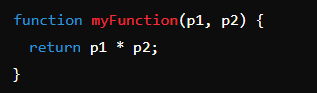 function myFunction(p1, p2) {
  return p1 * p2;
}